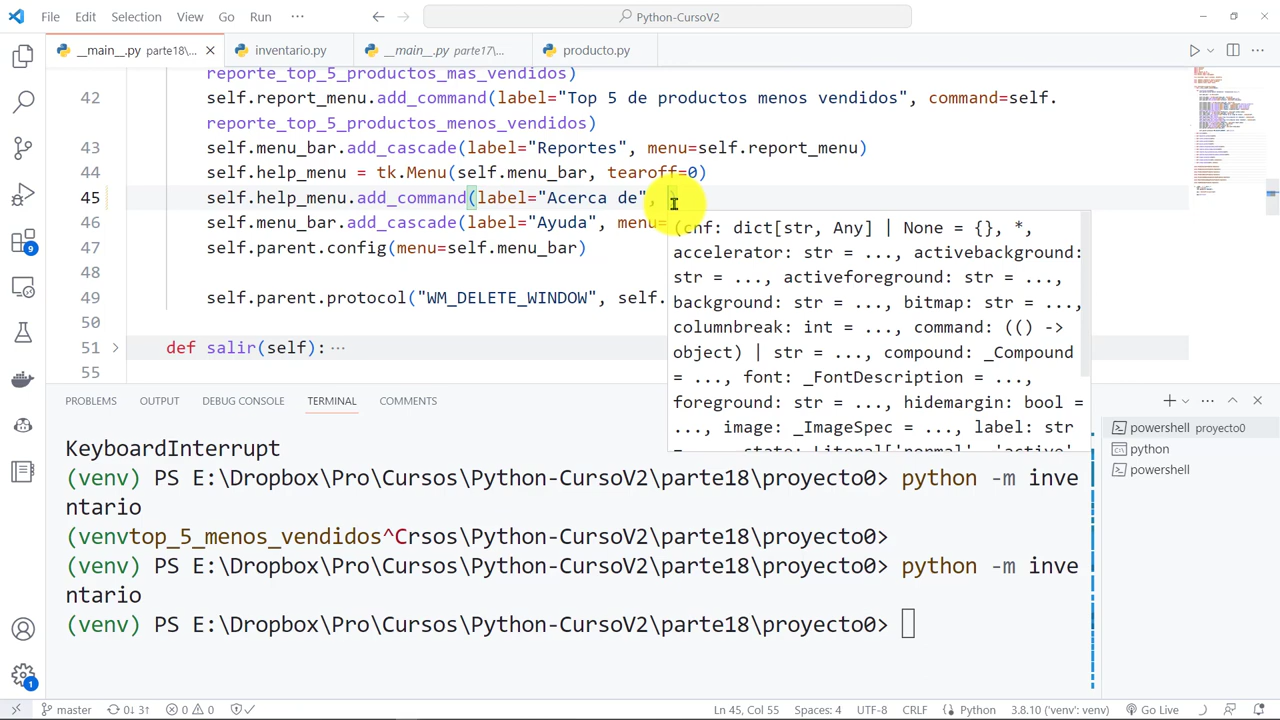 File Edit Selection View Go Run ··· Python-CursoV2
__main__.py parte18\... inventario.py __main__.py parte17\... producto.py
reporte_top_5_productos_mas_vendidos)
42 self.report_menu.add_command(label="Top 5 de productos menos vendidos", command=self.
reporte_top_5_productos_menos_vendidos)
43 self.menu_bar.add_cascade(label="Reportes", menu=self.report_menu)
44 self.help_menu = tk.Menu(self.menu_bar, tearoff=0)
45 self.help_menu.add_command(label="Acerca de",
46 self.menu_bar.add_cascade(label="Ayuda", menu=
47 self.parent.config(menu=self.menu_bar)
48
49 self.parent.protocol("WM_DELETE_WINDOW", self.
50
51 def salir(self):···
55
(cnf: dict[str, Any] | None = {}, *,
accelerator: str = ..., activebackground:
str = ..., activeforeground: str = ...,
background: str = ..., bitmap: str = ...,
columnbreak: int = ..., command: (() ->
object) | str = ..., compound: _Compound
= ..., font: _FontDescription = ...,
foreground: str = ..., hidemargin: bool =
..., image: _ImageSpec = ..., label: str
PROBLEMS OUTPUT DEBUG CONSOLE TERMINAL COMMENTS
KeyboardInterrupt
(venv) PS E:\Dropbox\Pro\Cursos\Python-CursoV2\parte18\proyecto0> python -m inve
ntario
(venvtop_5_menos_vendidos^Crsos\Python-CursoV2\parte18\proyecto0>
(venv) PS E:\Dropbox\Pro\Cursos\Python-CursoV2\parte18\proyecto0> python -m inve
ntario
(venv) PS E:\Dropbox\Pro\Cursos\Python-CursoV2\parte18\proyecto0>
powershell proyecto0
python
powershell
9
1
master 0↓ 3↑ 0 0 Ln 45, Col 55 Spaces: 4 UTF-8 CRLF Python 3.8.10 ('venv': venv) Go Live